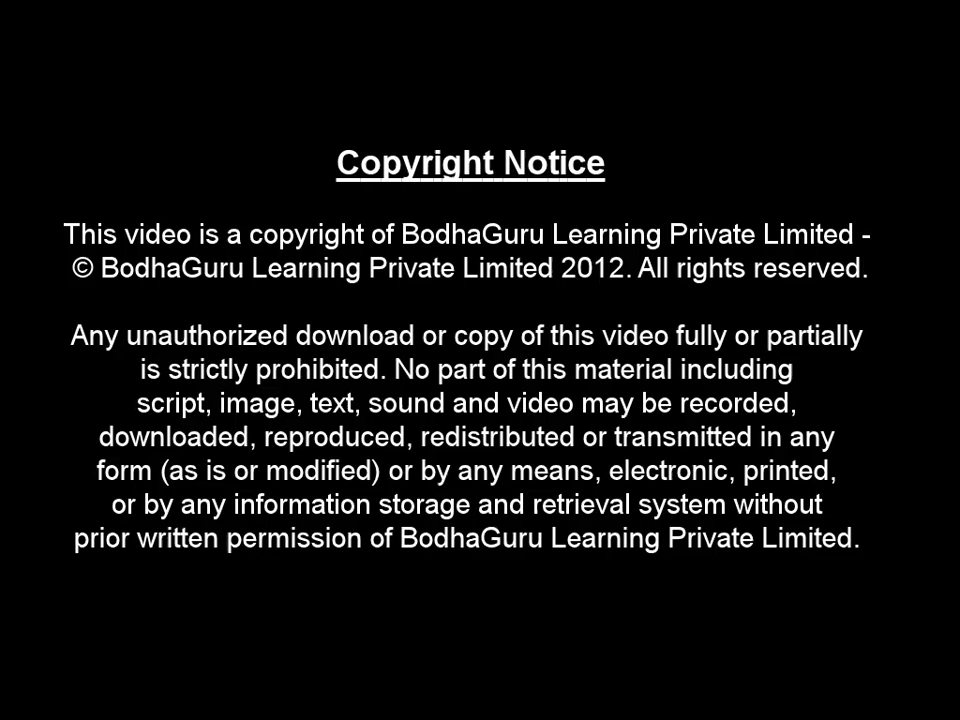 Copyright Notice
This video is a copyright of BodhaGuru Learning Private Limited -
© BodhaGuru Learning Private Limited 2012. All rights reserved.
Any unauthorized download or copy of this video fully or partially
is strictly prohibited. No part of this material including
script, image, text, sound and video may be recorded,
downloaded, reproduced, redistributed or transmitted in any
form (as is or modified) or by any means, electronic, printed,
or by any information storage and retrieval system without
prior written permission of BodhaGuru Learning Private Limited.